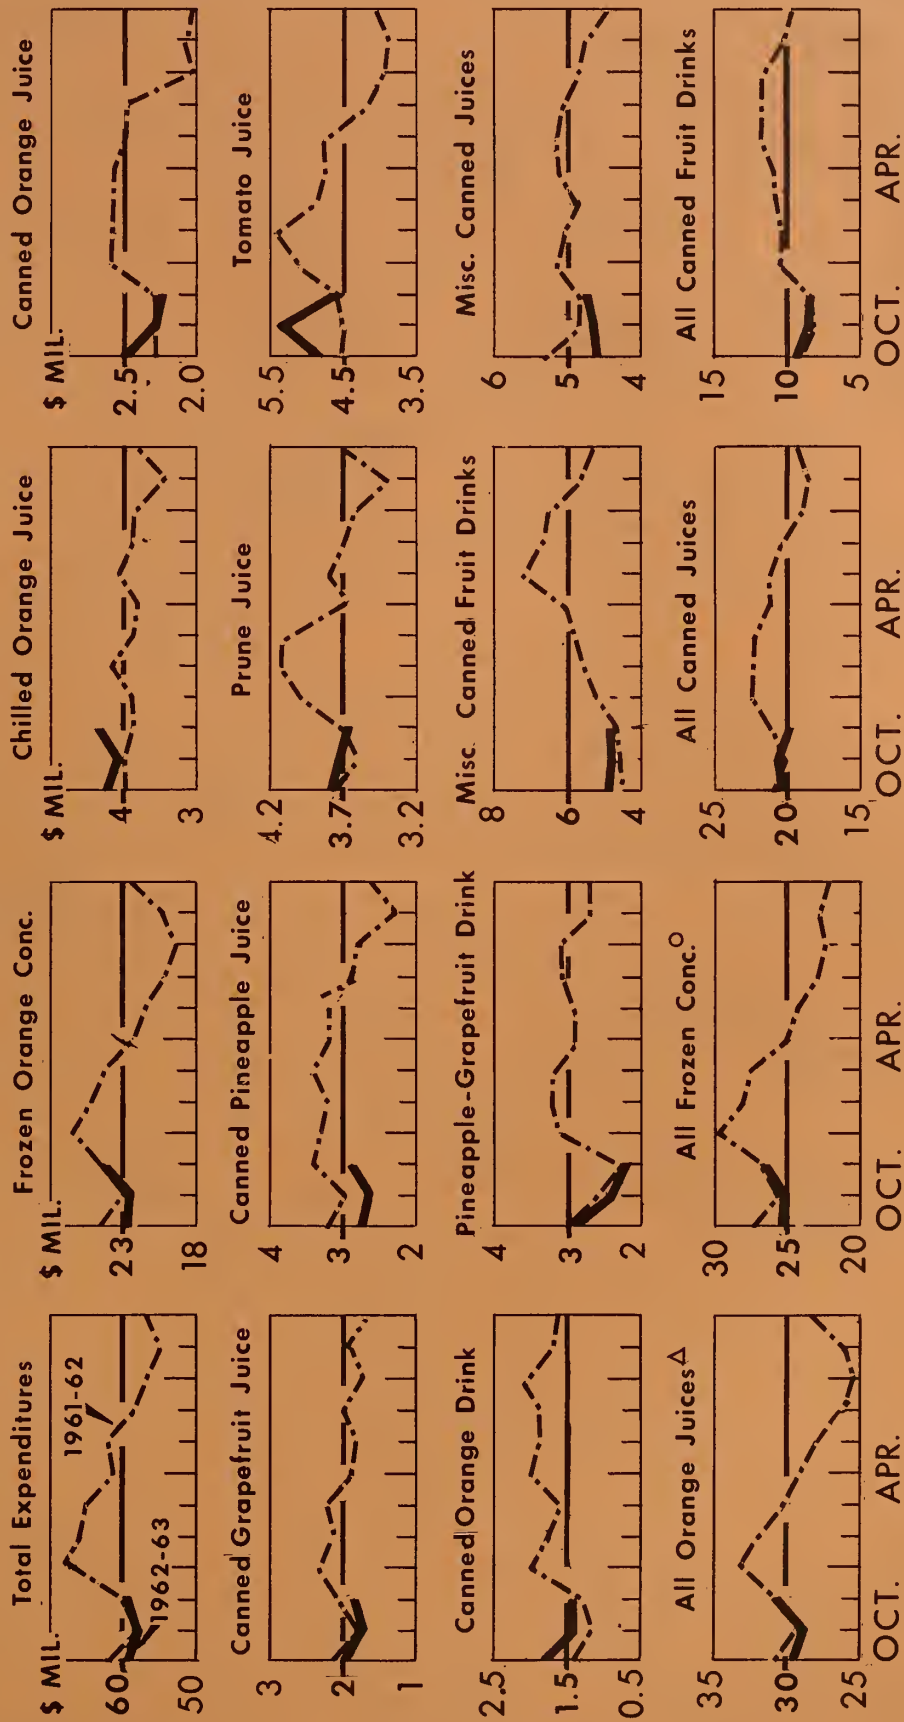 Total Expenditures
$ MIL.
60
50
1961-62
1962-63
Frozen Orange Conc.
$ MIL.
23
18
Chilled Orange Juice
$ MIL.
4
3
Canned Orange Juice
$ MIL.
2.5
2.0
Canned Grapefruit Juice
3
2
1
Canned Pineapple Juice
4
3
2
Prune Juice
4.2
3.7
3.2
Tomato Juice
5.5
4.5
3.5
Canned Orange Drink
2.5
1.5
0.5
Pineapple-Grapefruit Drink
4
3
2
Misc. Canned Fruit Drinks
8
6
4
Misc. Canned Juices
6
5
4
All Orange Juices△
35
30
25
OCT. APR.
All Frozen Conc.○
30
25
20
OCT. APR.
All Canned Juices
25
20
15
OCT. APR.
All Canned Fruit Drinks
15
10
5
OCT. APR.